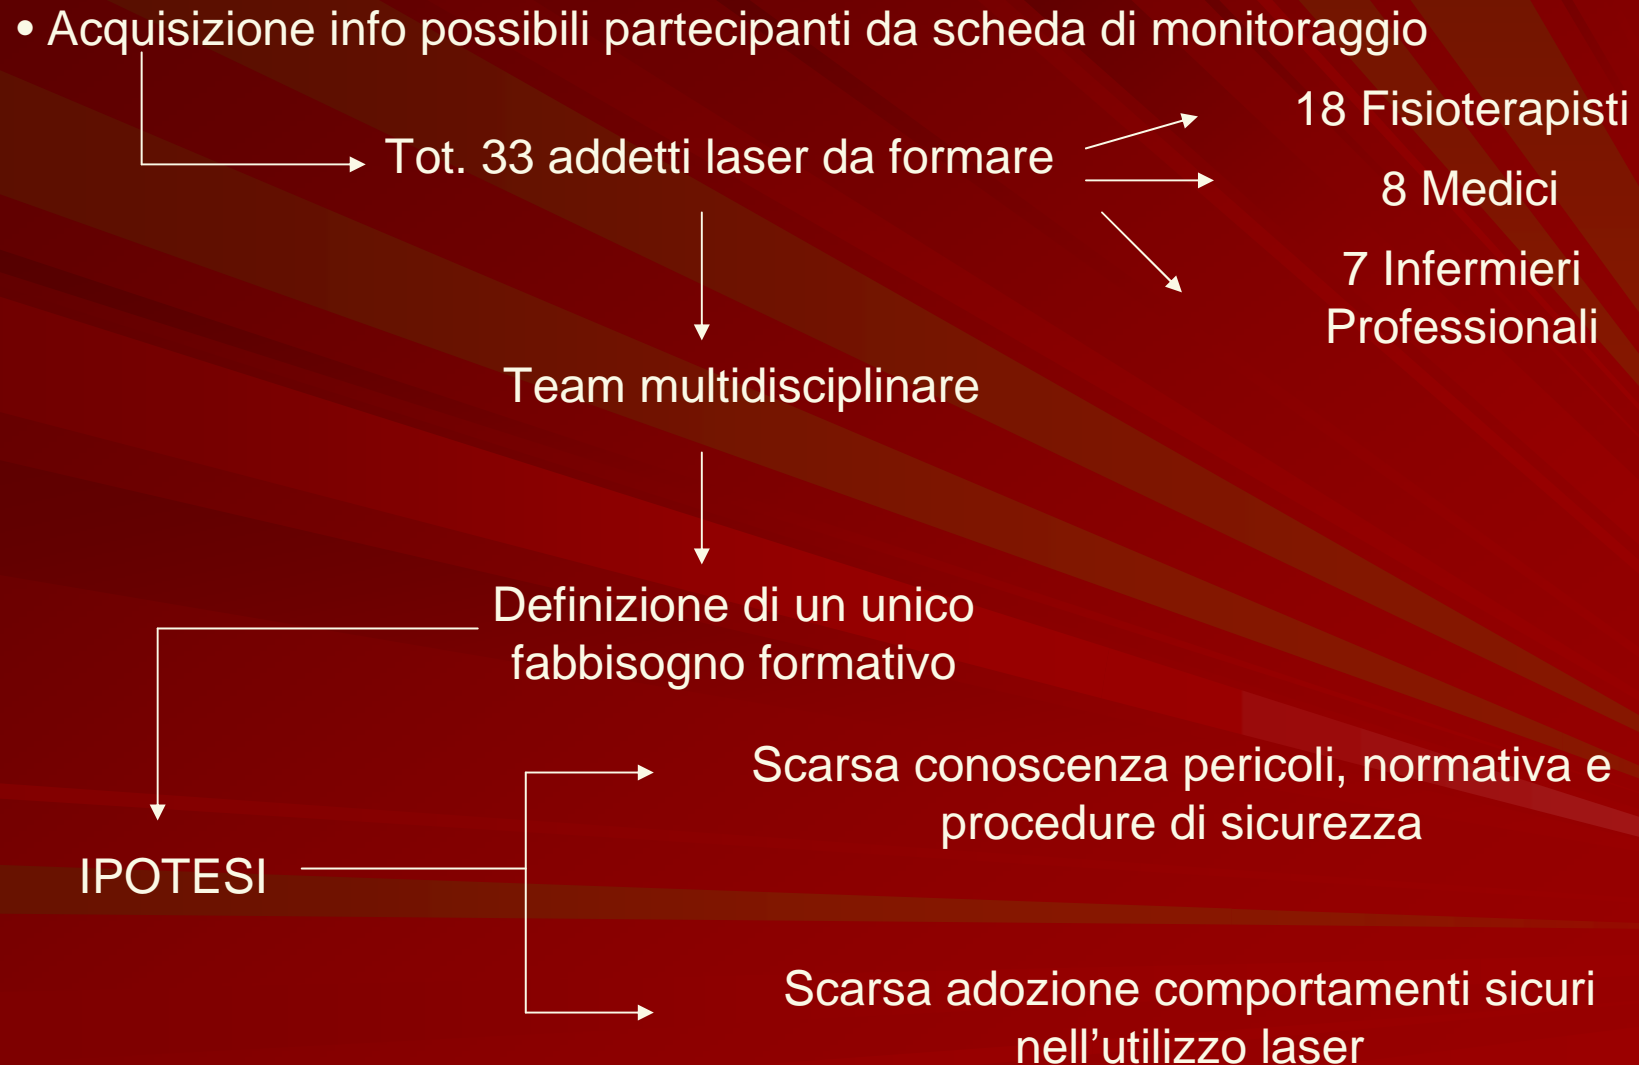 • Acquisizione info possibili partecipanti da scheda di monitoraggio
18 Fisioterapisti
Tot. 33 addetti laser da formare
8 Medici
7 Infermieri
Professionali
Team multidisciplinare
Definizione di un unico
fabbisogno formativo
Scarsa conoscenza pericoli, normativa e
procedure di sicurezza
IPOTESI
Scarsa adozione comportamenti sicuri
nell’utilizzo laser